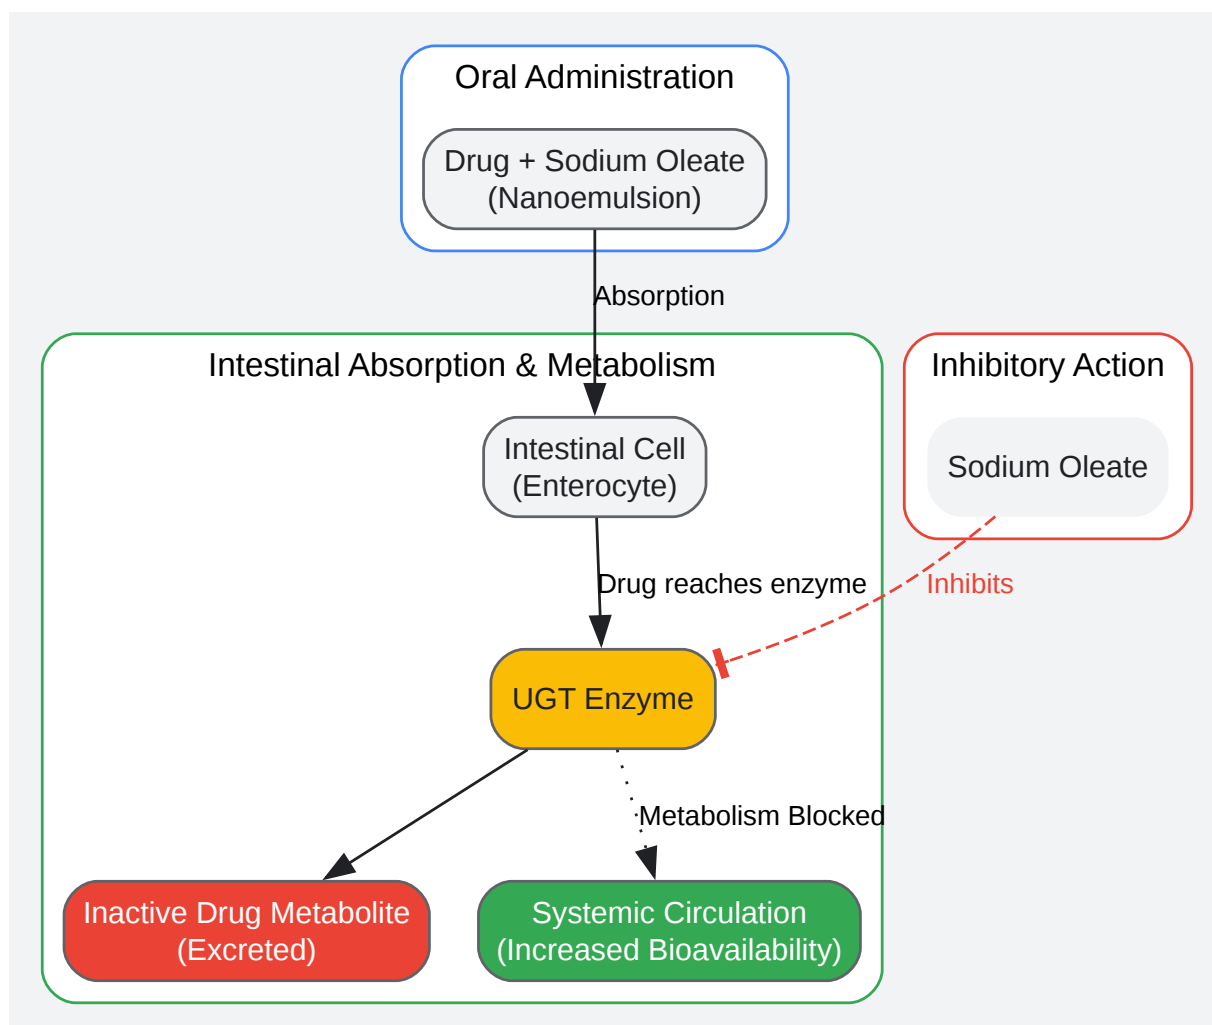 Oral Administration
Drug + Sodium Oleate
(Nanoemulsion)
Absorption
Intestinal Absorption & Metabolism
Inhibitory Action
Intestinal Cell
(Enterocyte)
Sodium Oleate
Drug reaches enzyme
Inhibits
UGT Enzyme
Metabolism Blocked
Inactive Drug Metabolite
(Excreted)
Systemic Circulation
(Increased Bioavailability)